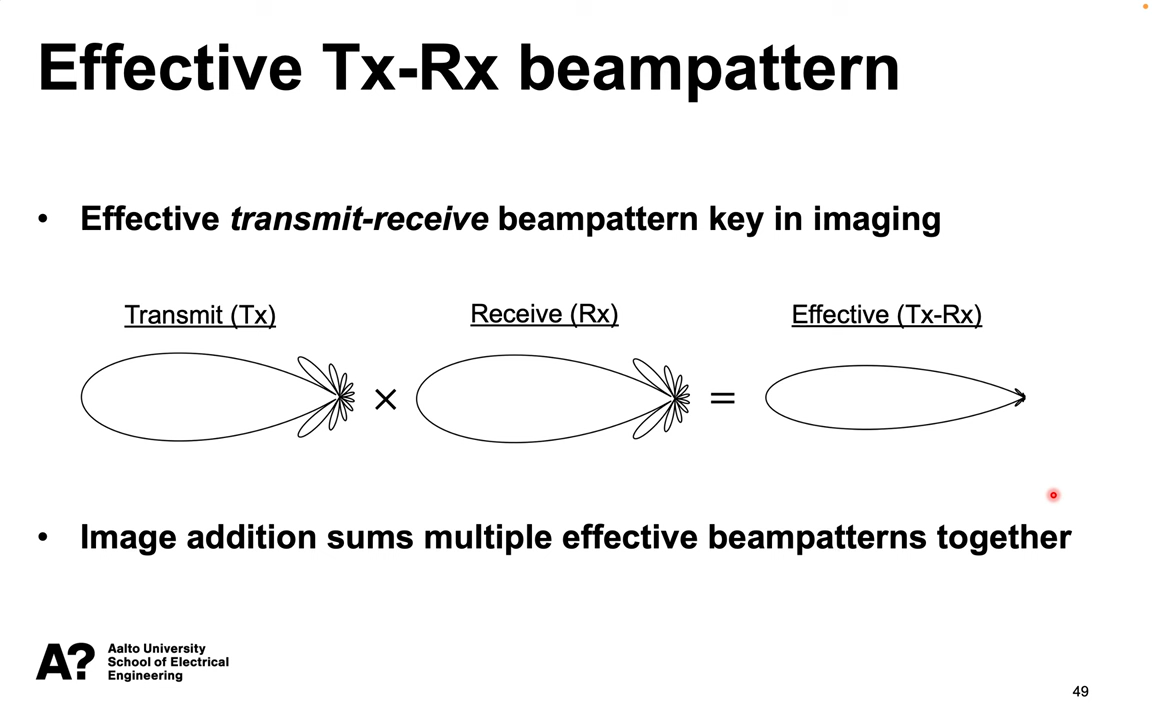 Effective Tx-Rx beampattern
• Effective transmit-receive beampattern key in imaging
Transmit (Tx) Receive (Rx) Effective (Tx-Rx)
× =
• Image addition sums multiple effective beampatterns together
A?
Aalto University
School of Electrical
Engineering
49